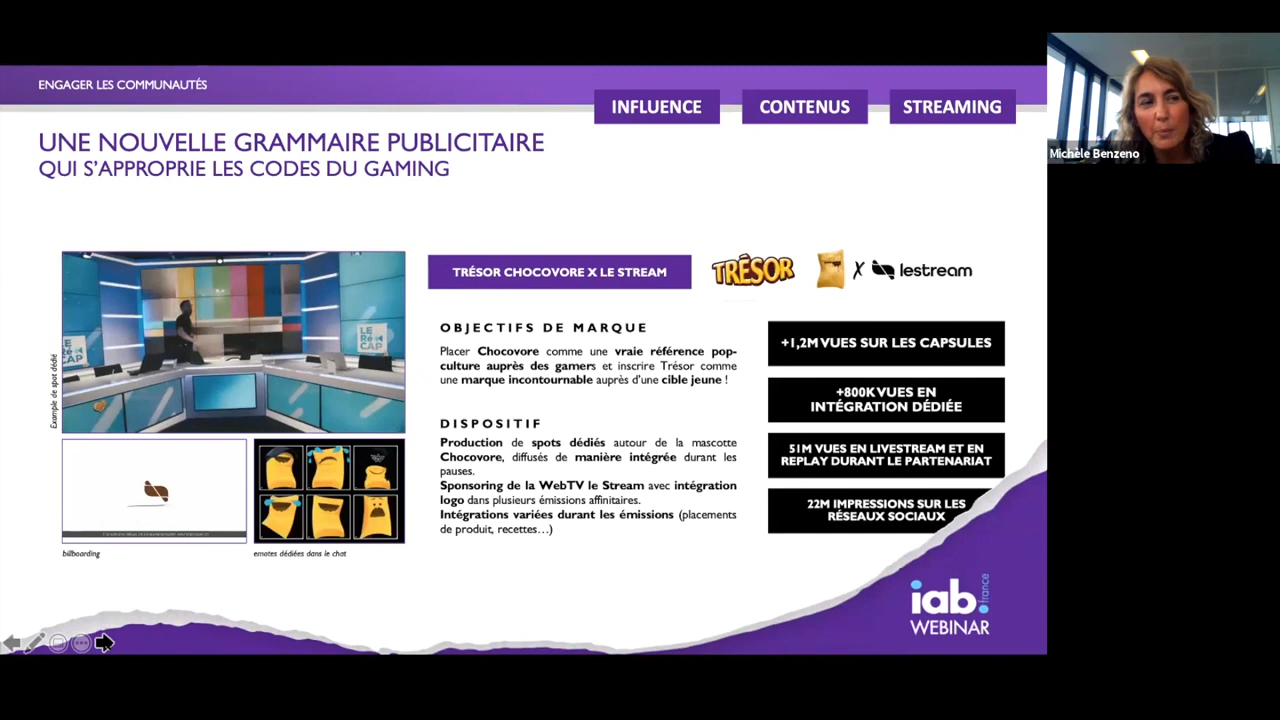 ENGAGER LES COMMUNAUTÉS
INFLUENCE
CONTENUS
STREAMING
UNE NOUVELLE GRAMMAIRE PUBLICITAIRE
QUI S'APPROPRIE LES CODES DU GAMING
Michèle Benzeno
Exemple de spot dédié
LE RéCAP
LE
Ré
CAP
billboarding
emotes dédiées dans le chat
TRÉSOR CHOCOVORE X LE STREAM
TRÉSOR
X
lestream
OBJECTIFS DE MARQUE
Placer Chocovore comme une vraie référence pop-
culture auprès des gamers et inscrire Trésor comme
une marque incontournable auprès d'une cible jeune !
DISPOSITIF
Production de spots dédiés autour de la mascotte
Chocovore, diffusés de manière intégrée durant les
pauses.
Sponsoring de la WebTV le Stream avec intégration
logo dans plusieurs émissions affinitaires.
Intégrations variées durant les émissions (placements
de produit, recettes...)
+1,2M VUES SUR LES CAPSULES
+800K VUES EN
INTÉGRATION DÉDIÉE
51M VUES EN LIVESTREAM ET EN
REPLAY DURANT LE PARTENARIAT
22M IMPRESSIONS SUR LES
RÉSEAUX SOCIAUX
iab.
france
WEBINAR